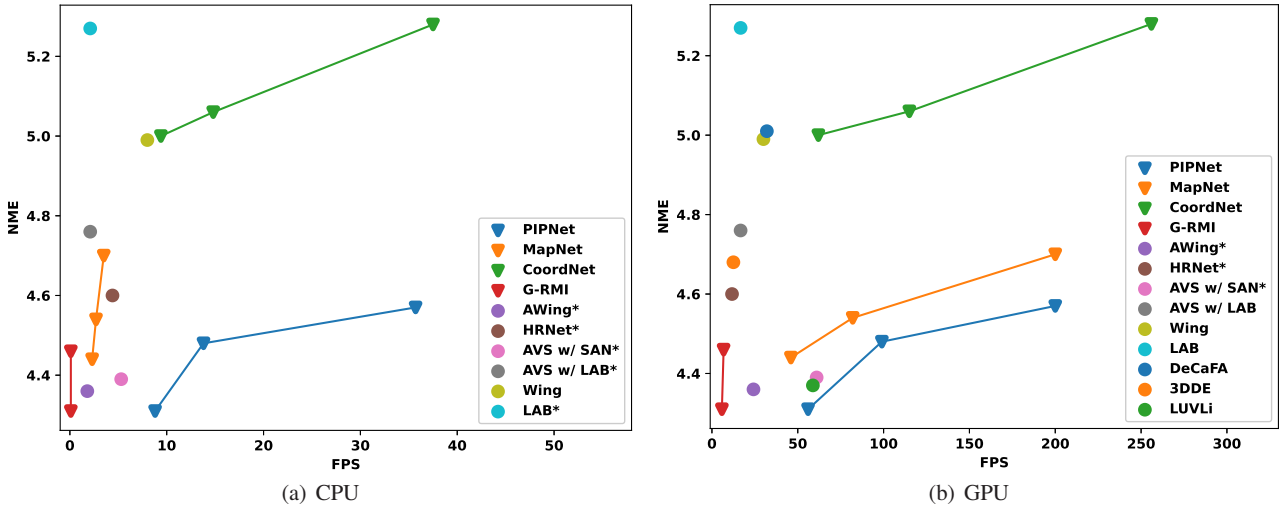 5.2
5.0
4.8
4.6
4.4
NME
0
10
20
30
40
50
FPS
PIPNet
MapNet
CoordNet
G-RMI
AWing*
HRNet*
AVS w/ SAN*
AVS w/ LAB*
Wing
LAB*
(a) CPU
5.2
5.0
4.8
4.6
4.4
NME
0
50
100
150
200
250
300
FPS
PIPNet
MapNet
CoordNet
G-RMI
AWing*
HRNet*
AVS w/ SAN*
AVS w/ LAB
Wing
LAB
DeCaFA
3DDE
LUVLi
(b) GPU